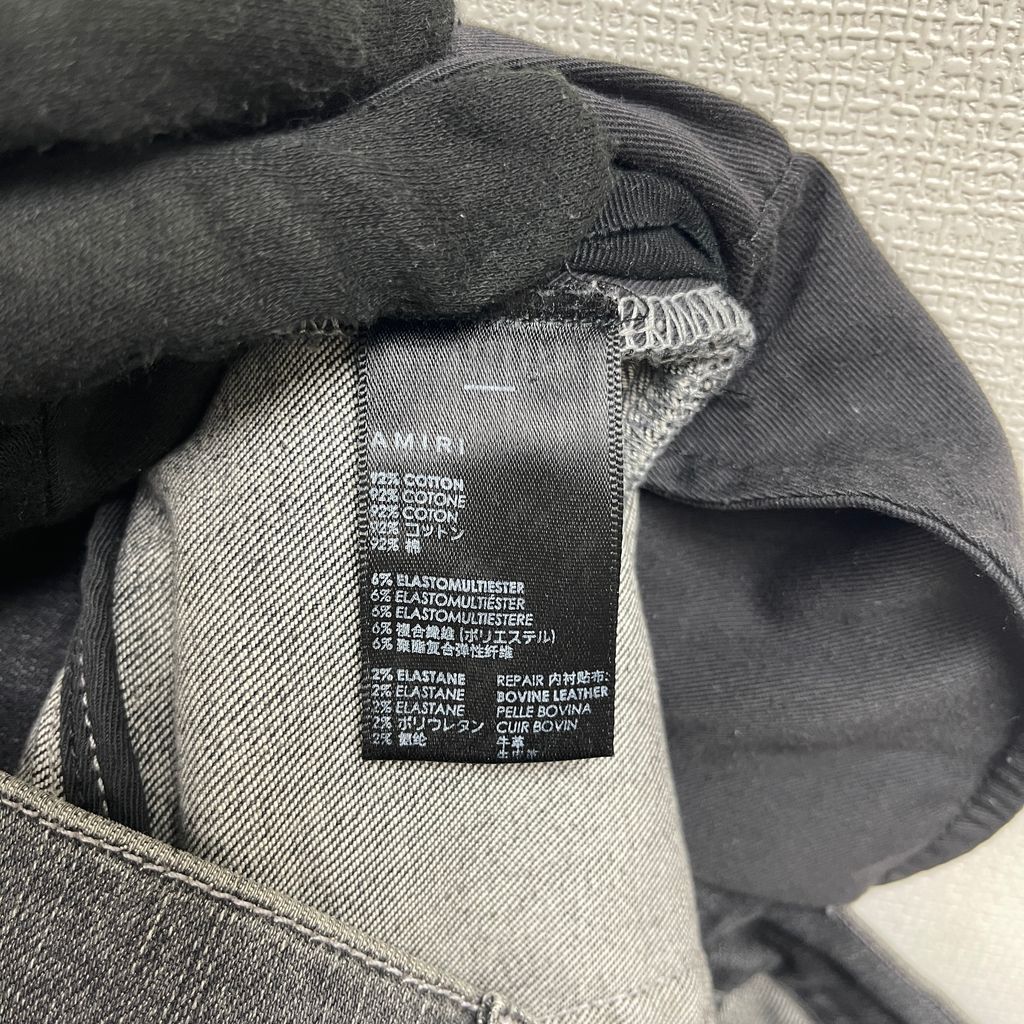 AMIRI
92% COTTON
92% COTONE
92% COTON
92% コットン
92% 棉
6% ELASTOMULTIESTER
6% ELASTOMULTIÉSTER
6% ELASTOMULTIESTERE
6% 複合繊維 (ポリエステル)
6% 聚酯复合弹性纤维
2% ELASTANE
2% ELASTANE
2% ELASTANE
2% ポリウレタン
2% 氨纶
REPAIR 内衬贴布:
BOVINE LEATHER
PELLE BOVINA
CUIR BOVIN
牛革